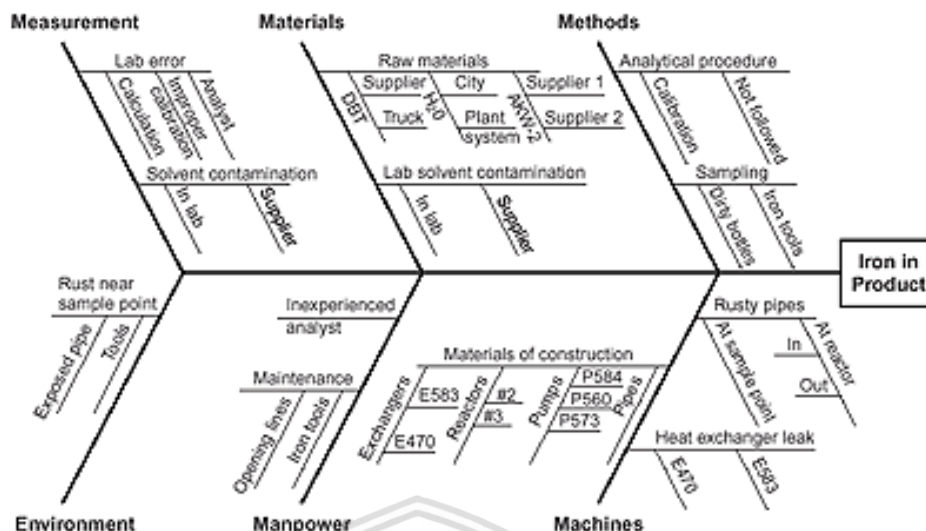 Measurement
Materials
Methods
Lab error
Calculation
Improper
calibration
Analyst
Solvent contamination
In lab
Supplier
Raw materials
DBT
Supplier
Truck
H20
City
Plant
system
AKW-2
Supplier 1
Supplier 2
Lab solvent contamination
In lab
Supplier
Analytical procedure
Calibration
Not followed
Sampling
Dirty bottles
Iron tools
Iron in
Product
Rust near
sample point
Exposed pipe
Tools
Inexperienced
analyst
Maintenance
Opening lines
Iron tools
Materials of construction
Exchangers
E583
E470
Reactors
#2
#3
Pumps
P584
P560
P573
Pipes
Rusty pipes
At sample point
At reactor
In
Out
Heat exchanger leak
E470
E583
Environment
Manpower
Machines